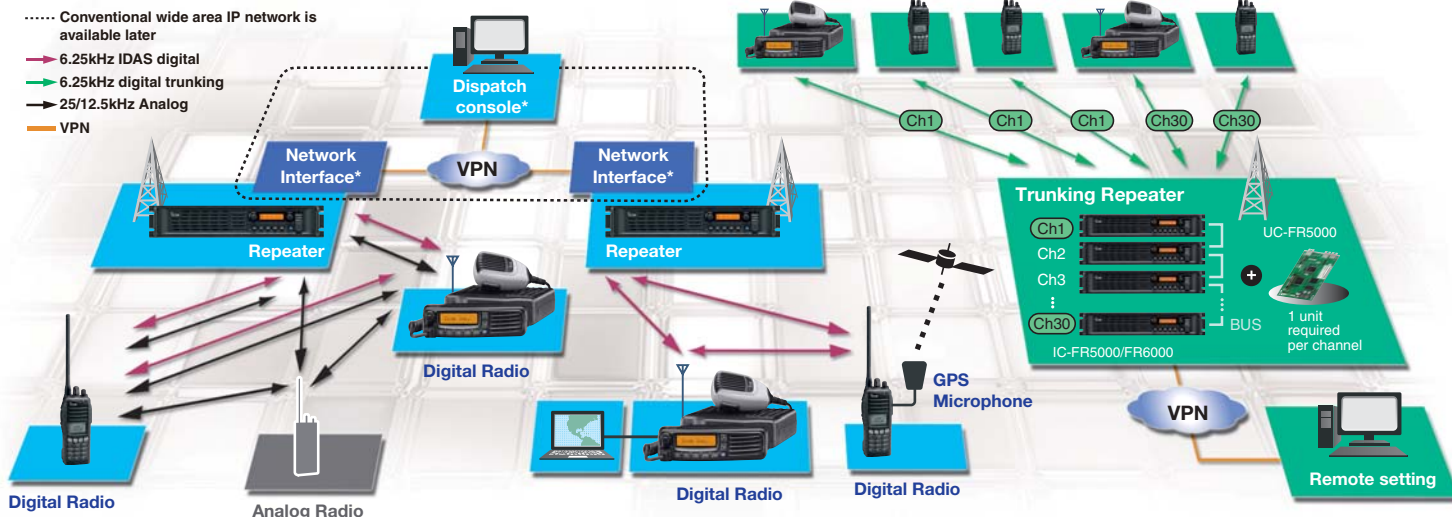 Conventional wide area IP network is
available later
6.25kHz IDAS digital
6.25kHz digital trunking
25/12.5kHz Analog
VPN
Dispatch
console*
Network
Interface*
VPN
Network
Interface*
Repeater
Repeater
Digital Radio
Digital Radio
Analog Radio
Digital Radio
GPS
Microphone
Digital Radio
Ch1
Ch1
Ch1
Ch30
Ch30
Trunking Repeater
Ch1
Ch2
Ch3
Ch30
BUS
IC-FR5000/FR6000
UC-FR5000
+
1 unit
required
per channel
VPN
Remote setting